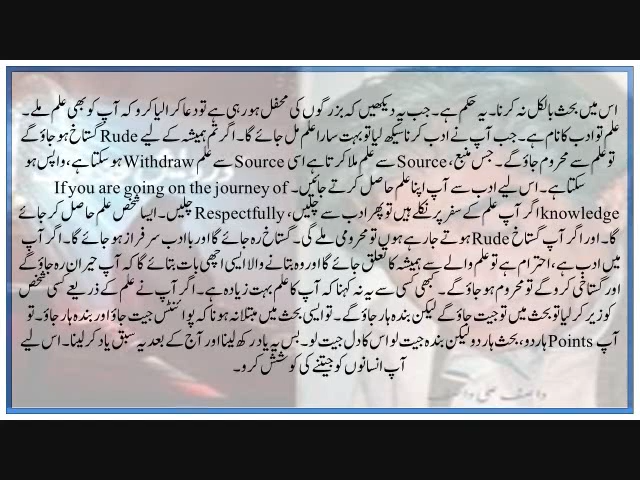 اس میں بحث بالکل نہ کرنا۔ یہ حکم ہے۔ جب یہ دیکھیں کہ بزرگوں کی محفل ہو رہی ہے تو دعا کرا لیا کرو کہ آپ کو بھی علم ملے۔
علم تو ادب کا نام ہے۔ جب آپ نے ادب کرنا سیکھ لیا تو بہت سارا علم مل جائے گا۔ اگر تم ہمیشہ کے لیے Rude گستاخ ہو جاؤ گے
تو علم سے محروم جاؤ گے۔ جس منبع، Source سے علم ملا کرتا ہے اسی Source سے علم Withdraw ہو سکتا ہے، واپس ہو
سکتا ہے۔ اس لیے ادب سے آپ اپنا علم حاصل کرتے جائیں۔ If you are going on the journey of
knowledge اگر آپ علم کے سفر پر نکلے ہیں تو پھر ادب سے چلیں، Respectfully چلیں۔ ایسا شخص علم حاصل کر جائے
گا۔ اور اگر آپ گستاخ Rude ہوتے جا رہے ہوں تو محرومی ملے گی۔ گستاخ رہ جائے گا اور با ادب سرفراز ہو جائے گا۔ اگر آپ
میں ادب ہے، احترام ہے تو علم والے سے ہمیشہ کا تعلق جائے گا اور وہ بتانے والا ایسی اچھی بات بتائے گا کہ آپ حیران رہ جاؤ گے
اور گستاخی کرو گے تو محروم ہو جاؤ گے۔ کبھی کسی سے یہ نہ کہنا کہ آپ کا علم بہت زیادہ ہے۔ اگر آپ نے علم کے ذریعے کسی شخص
کو زیر کر لیا تو بحث میں تو جیت جاؤ گے لیکن بندہ ہار جاؤ گے۔ تو ایسی بحث میں مبتلا نہ ہونا کہ پوائنٹس جیت جاؤ اور بندہ ہار جاؤ۔ تو
آپ Points ہار دو، بحث ہار دو لیکن بندہ جیت لو اس کا دل جیت لو۔ بس یہ یاد رکھ لینا اور آج کے بعد یہ سبق یاد کر لینا۔ اس لیے
آپ انسانوں کو جیتنے کی کوشش کرو۔
واصف علی واصف